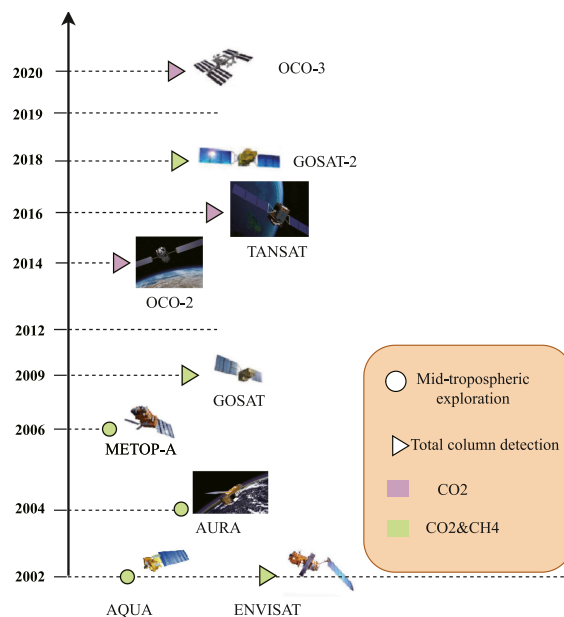 2020
OCO-3
2019
2018
GOSAT-2
2016
TANSAT
2014
OCO-2
2012
2009
GOSAT
Mid-tropospheric
exploration
2006
METOP-A
Total column detection
CO2
2004
AURA
CO2&CH4
2002
AQUA
ENVISAT